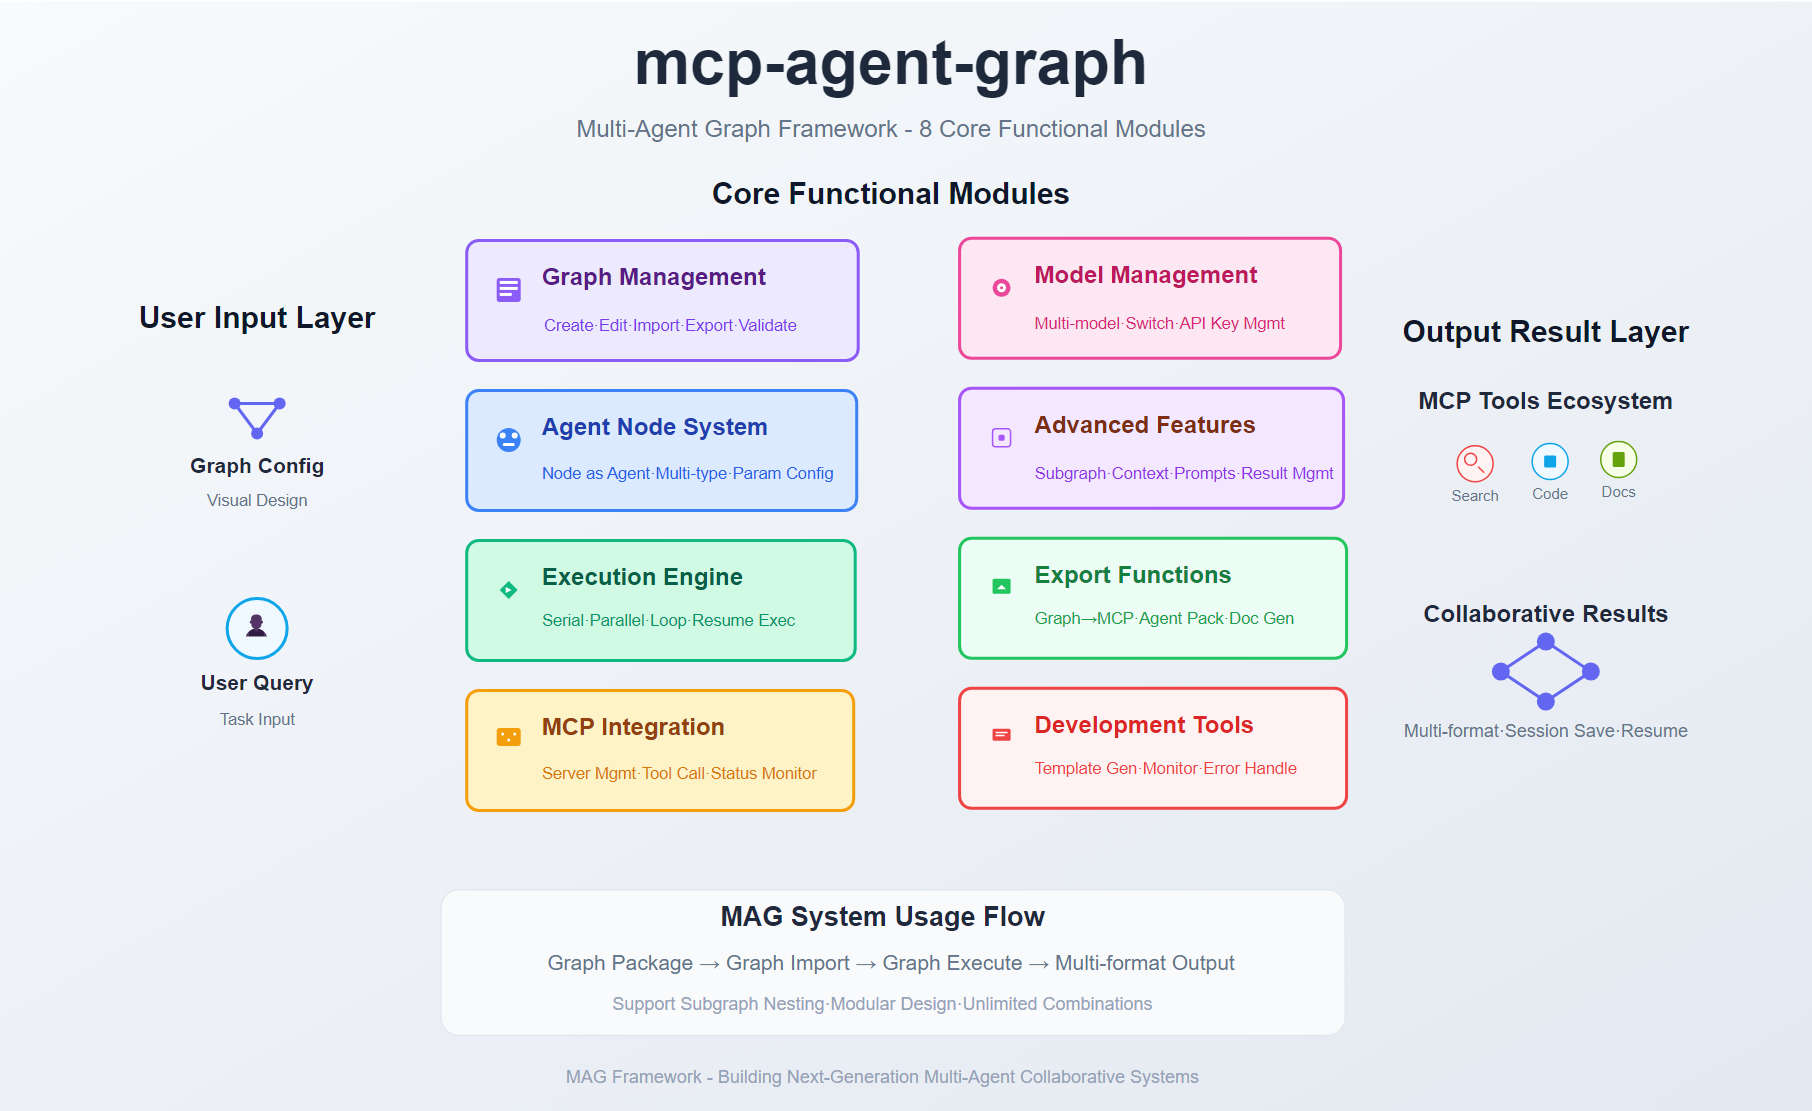 mcp-agent-graph
Multi-Agent Graph Framework - 8 Core Functional Modules
Core Functional Modules
User Input Layer
Graph Config
Visual Design
User Query
Task Input
Graph Management
Create·Edit·Import·Export·Validate
Agent Node System
Node as Agent·Multi-type·Param Config
Execution Engine
Serial·Parallel·Loop·Resume Exec
MCP Integration
Server Mgmt·Tool Call·Status Monitor
Model Management
Multi-model·Switch·API Key Mgmt
Advanced Features
Subgraph·Context·Prompts·Result Mgmt
Export Functions
Graph→MCP·Agent Pack·Doc Gen
Development Tools
Template Gen·Monitor·Error Handle
Output Result Layer
MCP Tools Ecosystem
Search
Code
Docs
Collaborative Results
Multi-format·Session Save·Resume
MAG System Usage Flow
Graph Package → Graph Import → Graph Execute → Multi-format Output
Support Subgraph Nesting·Modular Design·Unlimited Combinations
MAG Framework - Building Next-Generation Multi-Agent Collaborative Systems